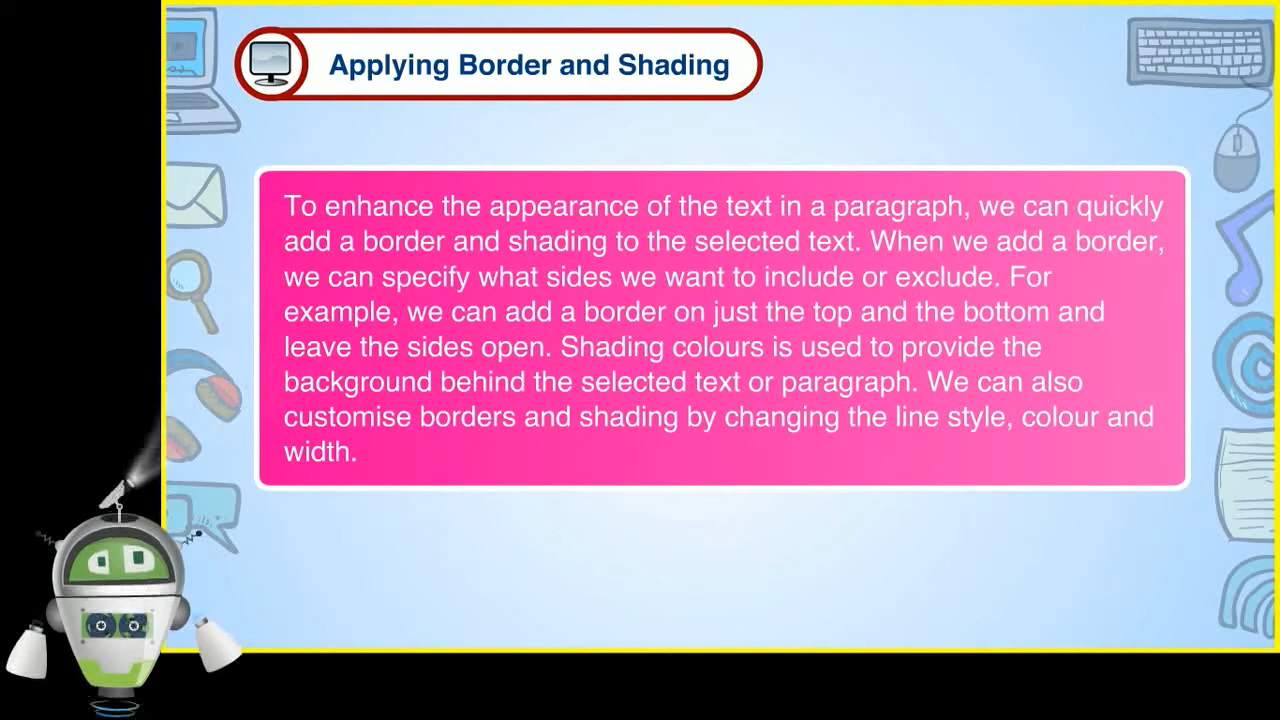 Applying Border and Shading
To enhance the appearance of the text in a paragraph, we can quickly
add a border and shading to the selected text. When we add a border,
we can specify what sides we want to include or exclude. For
example, we can add a border on just the top and the bottom and
leave the sides open. Shading colours is used to provide the
background behind the selected text or paragraph. We can also
customise borders and shading by changing the line style, colour and
width.